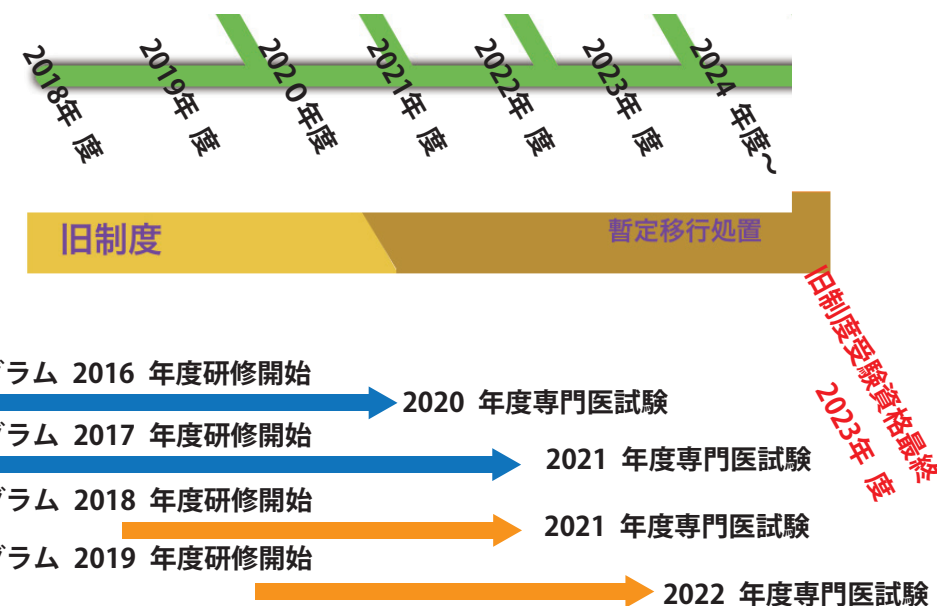 2018年 度
2019年 度
2020年度
2021年 度
2022年 度
2023年 度
2024 年度～
旧制度
暫定移行処置
旧制度受験資格最終
2023年 度
グラム 2016 年度研修開始
2020 年度専門医試験
グラム 2017 年度研修開始
2021 年度専門医試験
グラム 2018 年度研修開始
2021 年度専門医試験
グラム 2019 年度研修開始
2022 年度専門医試験